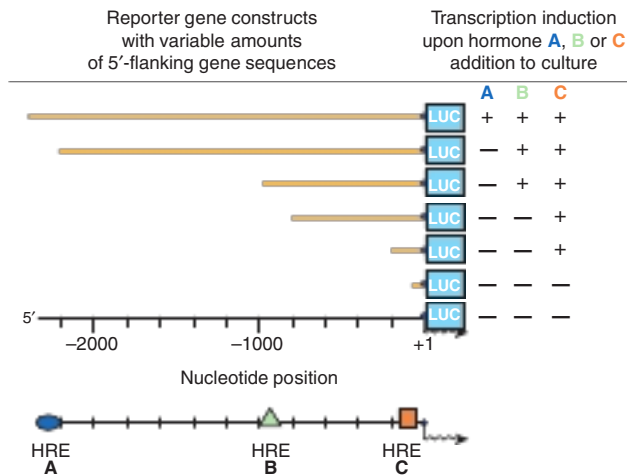 Reporter gene constructs
with variable amounts
of 5′-flanking gene sequences
Transcription induction
upon hormone A, B or C
addition to culture
A B C
LUC + + +
LUC — + +
LUC — + +
LUC — — +
LUC — — +
LUC — — —
5′ LUC — — —
–2000 –1000 +1
Nucleotide position
HRE HRE HRE
A B C